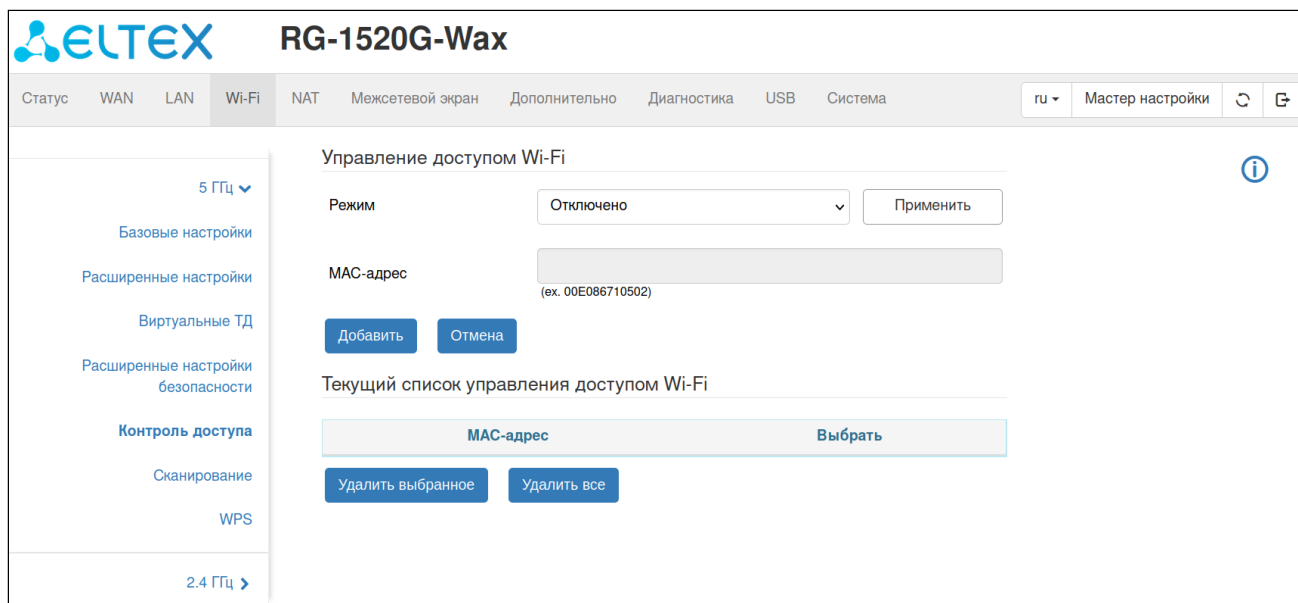 ELTEX RG-1520G-Wax
Статус WAN LAN Wi-Fi NAT Межсетевой экран Дополнительно Диагностика USB Система ru Мастер настройки
Управление доступом Wi-Fi
5 ГГц
Режим Отключено Применить
Базовые настройки
MAC-адрес
Расширенные настройки
(ex. 00E086710502)
Виртуальные ТД
Добавить Отмена
Расширенные настройки
безопасности
Текущий список управления доступом Wi-Fi
Контроль доступа
MAC-адрес Выбрать
Сканирование
Удалить выбранное Удалить все
WPS
2.4 ГГц